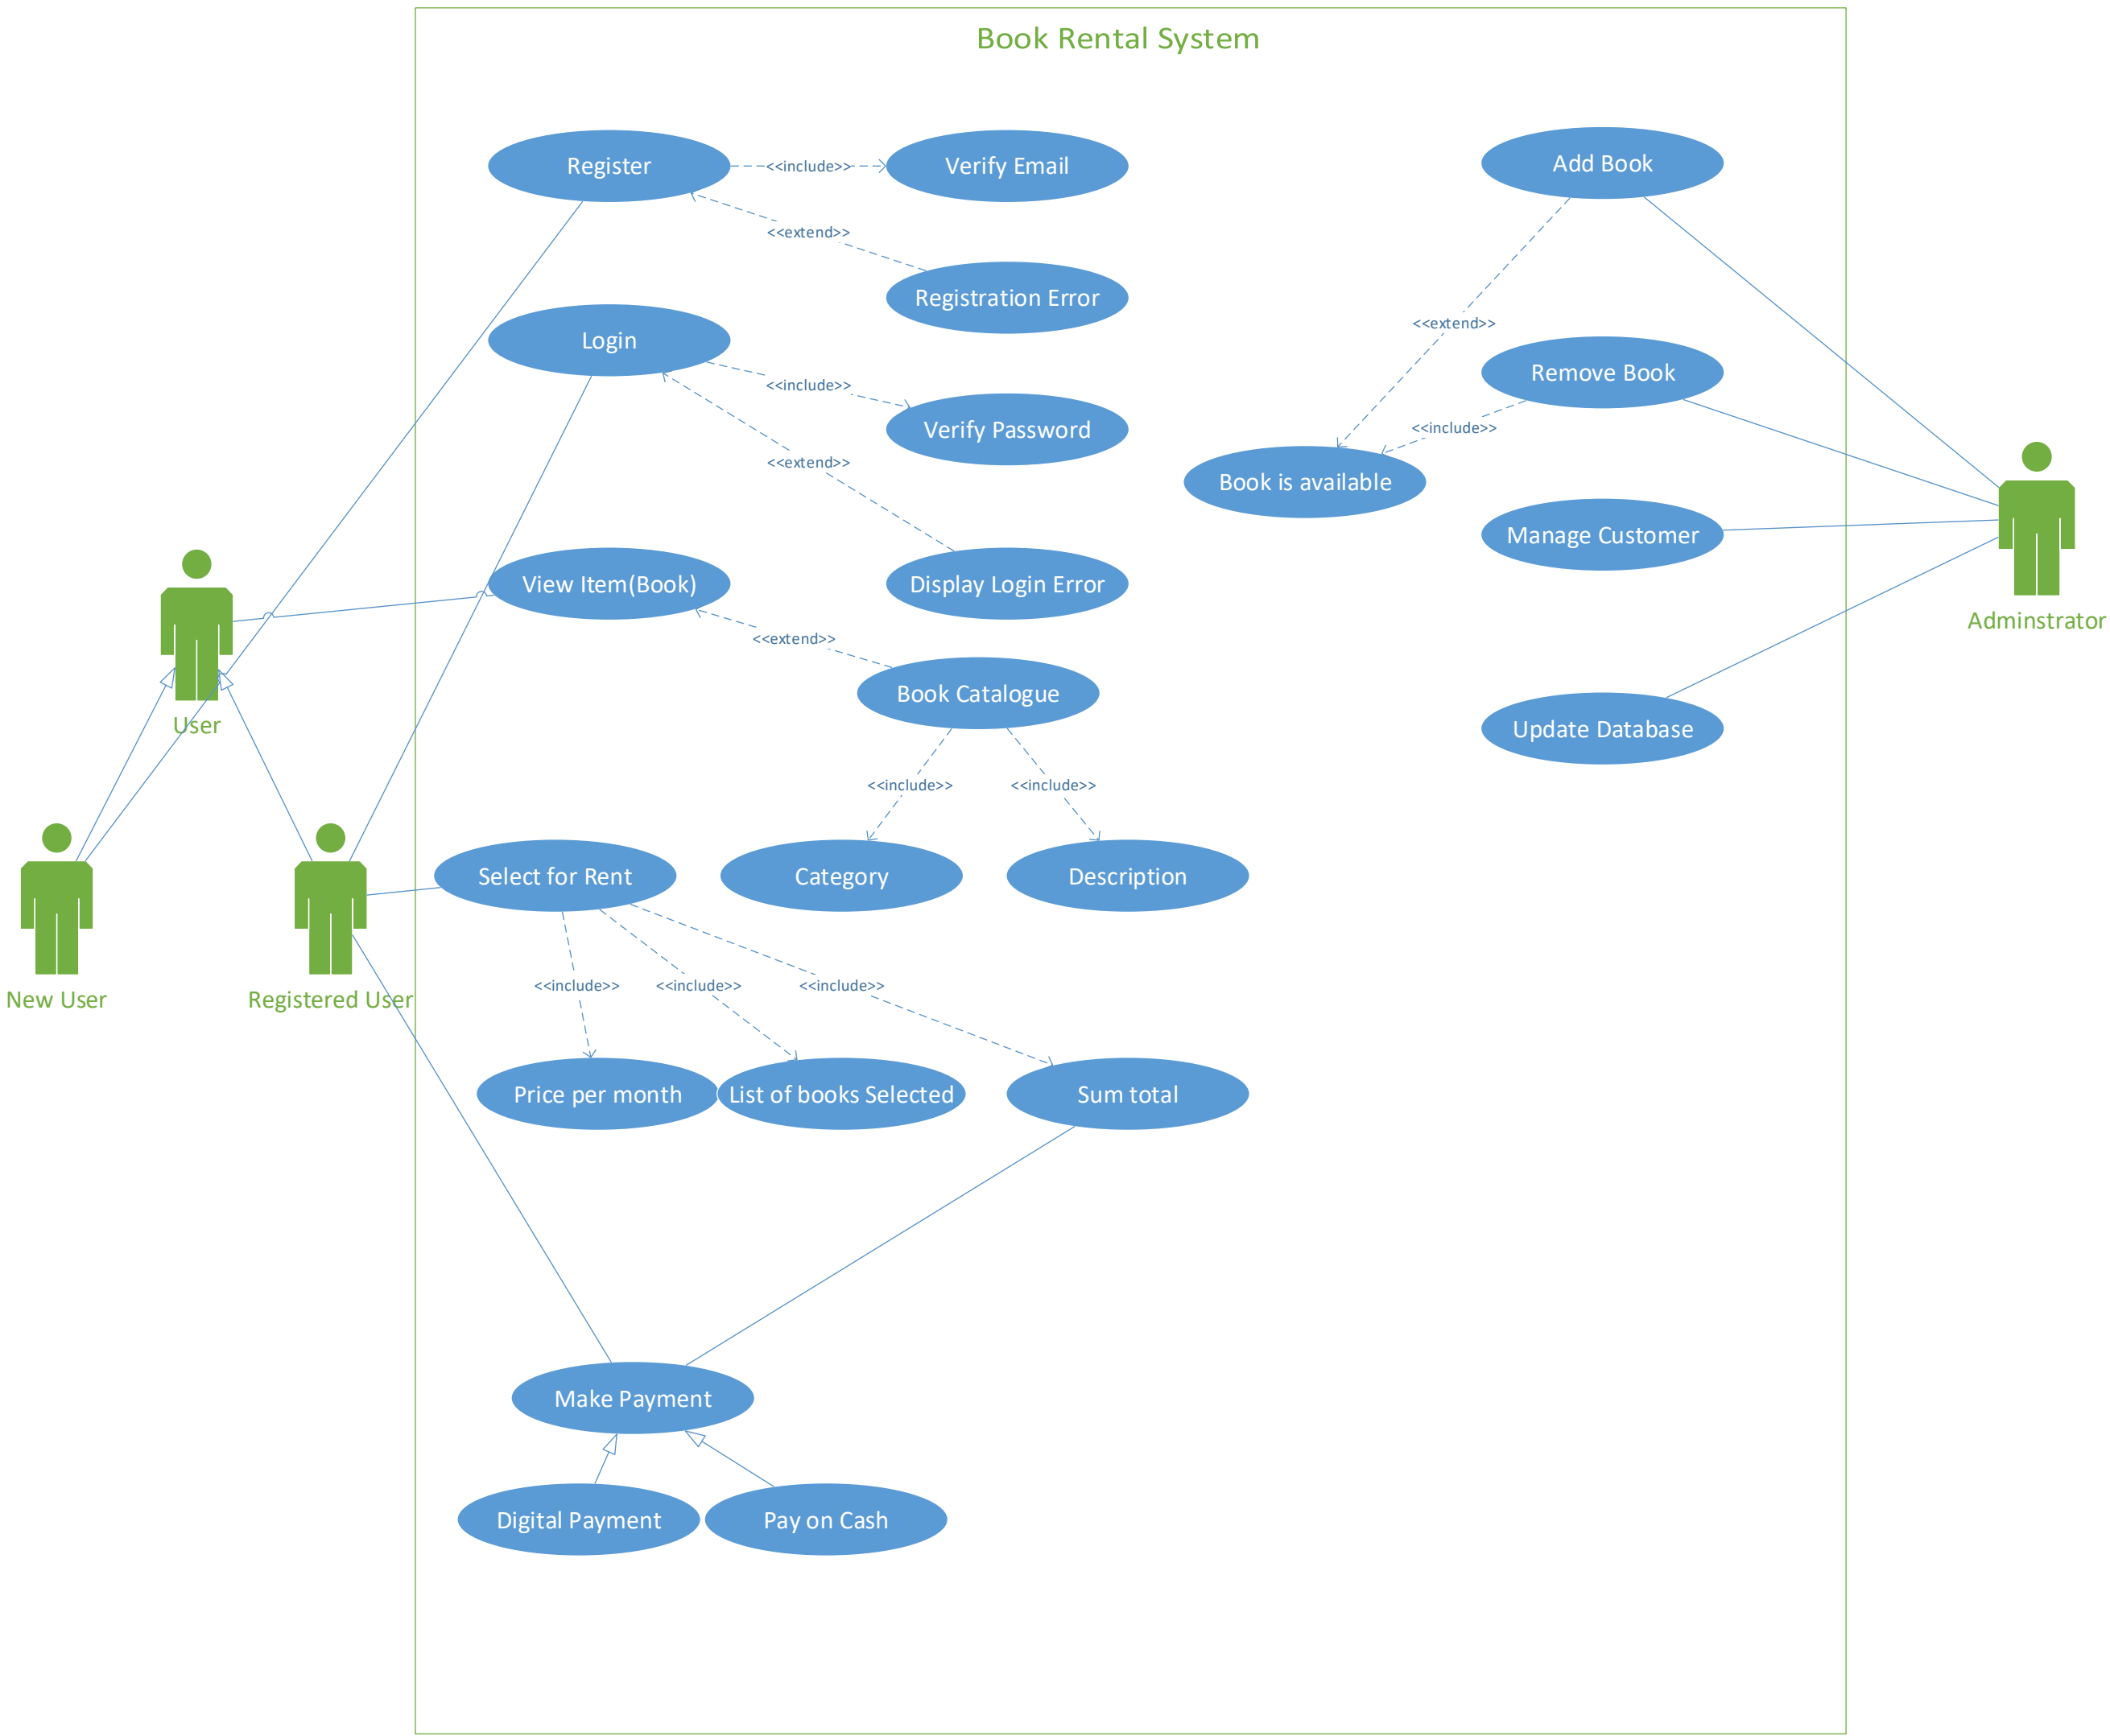 Book Rental System
Register
<<include>>
Verify Email
Add Book
<<extend>>
Registration Error
Login
<<extend>>
<<include>>
Remove Book
Verify Password
<<include>>
<<extend>>
Book is available
Manage Customer
View Item(Book)
Display Login Error
Adminstrator
<<extend>>
Book Catalogue
User
Update Database
<<include>>
<<include>>
Select for Rent
Category
Description
<<include>>
<<include>>
<<include>>
New User
Registered User
Price per month
List of books Selected
Sum total
Make Payment
Digital Payment
Pay on Cash